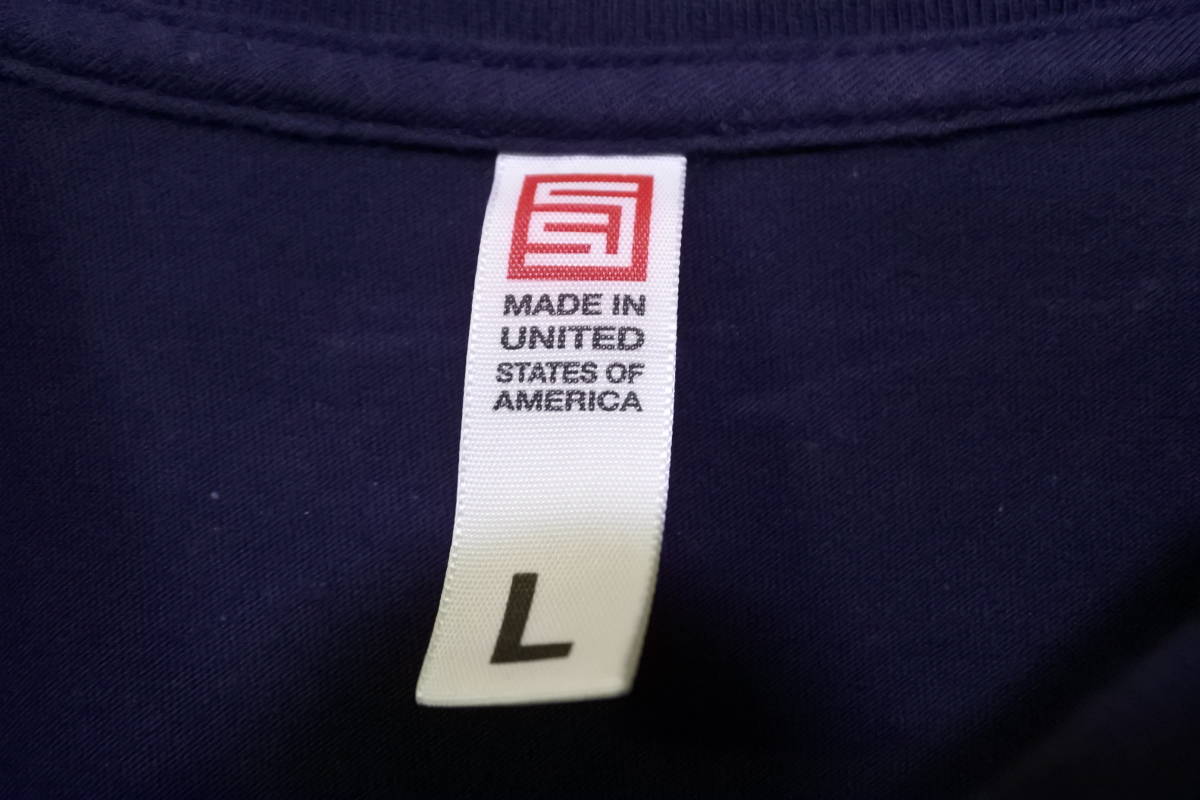 MADE IN
UNITED
STATES OF
AMERICA
L